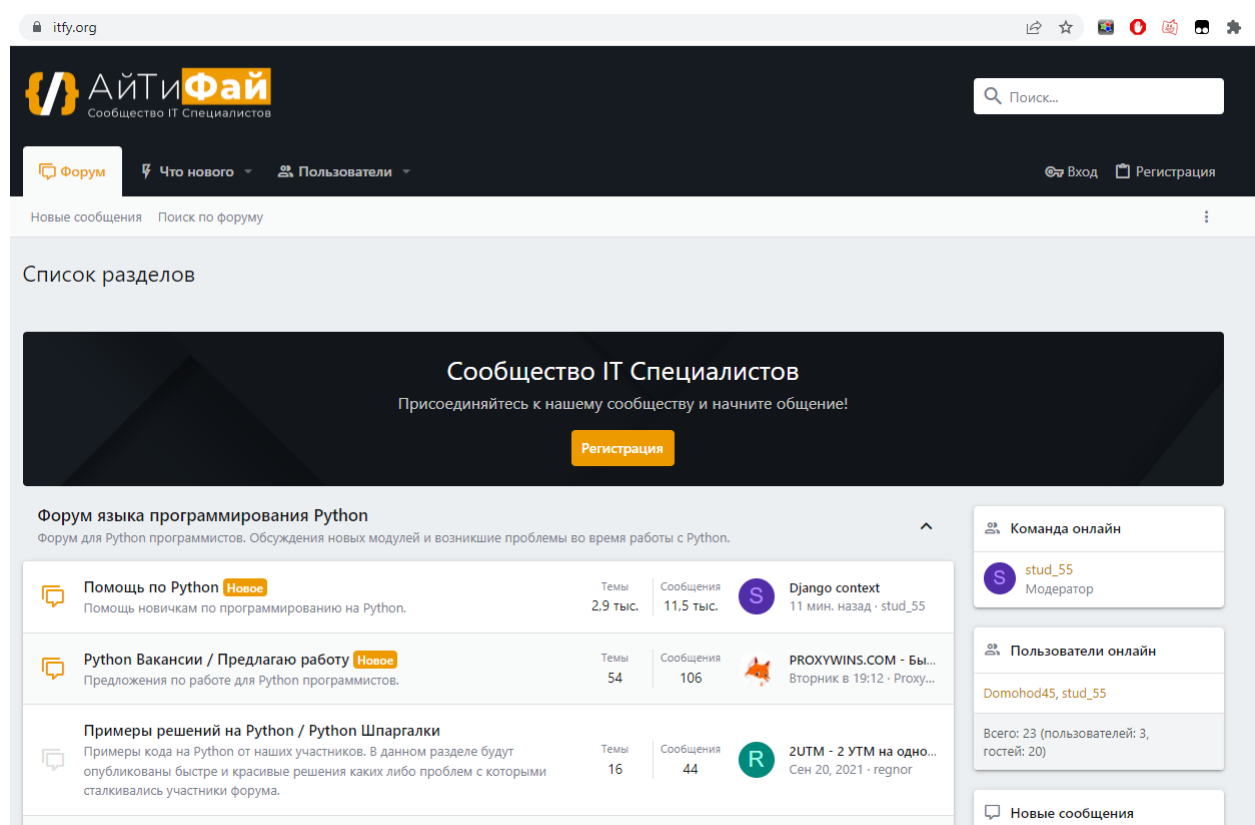 itfy.org
АйТиФай
Сообщество IT Специалистов
Поиск...
Форум
Что нового
Пользователи
Вход
Регистрация
Новые сообщения
Поиск по форуму
Список разделов
Сообщество IT Специалистов
Присоединяйтесь к нашему сообществу и начните общение!
Регистрация
Форум языка программирования Python
Форум для Python программистов. Обсуждения новых модулей и возникшие проблемы во время работы с Python.
Помощь по Python Новое
Помощь новичкам по программированию на Python.
Темы
2,9 тыс.
Сообщения
11,5 тыс.
S
Django context
11 мин. назад · stud_55
Python Вакансии / Предлагаю работу Новое
Предложения по работе для Python программистов.
Темы
54
Сообщения
106
PROXYWINS.COM - Бы...
Вторник в 19:12 · Proxy...
Примеры решений на Python / Python Шпаргалки
Примеры кода на Python от наших участников. В данном разделе будут
опубликованы быстре и красивые решения каких либо проблем с которыми
сталкивались участники форума.
Темы
16
Сообщения
44
R
2UTM - 2 УТМ на одно...
Сен 20, 2021 · regnor
Команда онлайн
S
stud_55
Модератор
Пользователи онлайн
Domohod45, stud_55
Всего: 23 (пользователей: 3,
гостей: 20)
Новые сообщения